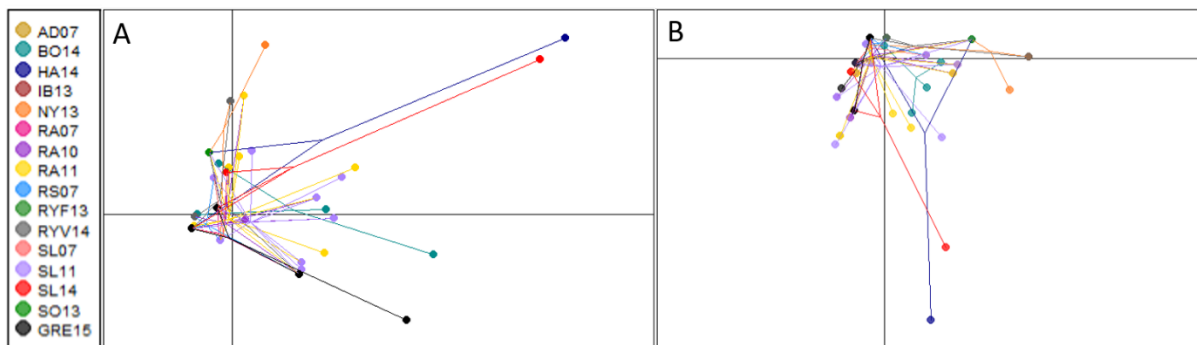 AD07
BO14
HA14
IB13
NY13
RA07
RA10
RA11
RS07
RYF13
RYV14
SL07
SL11
SL14
SO13
GRE15
A
B